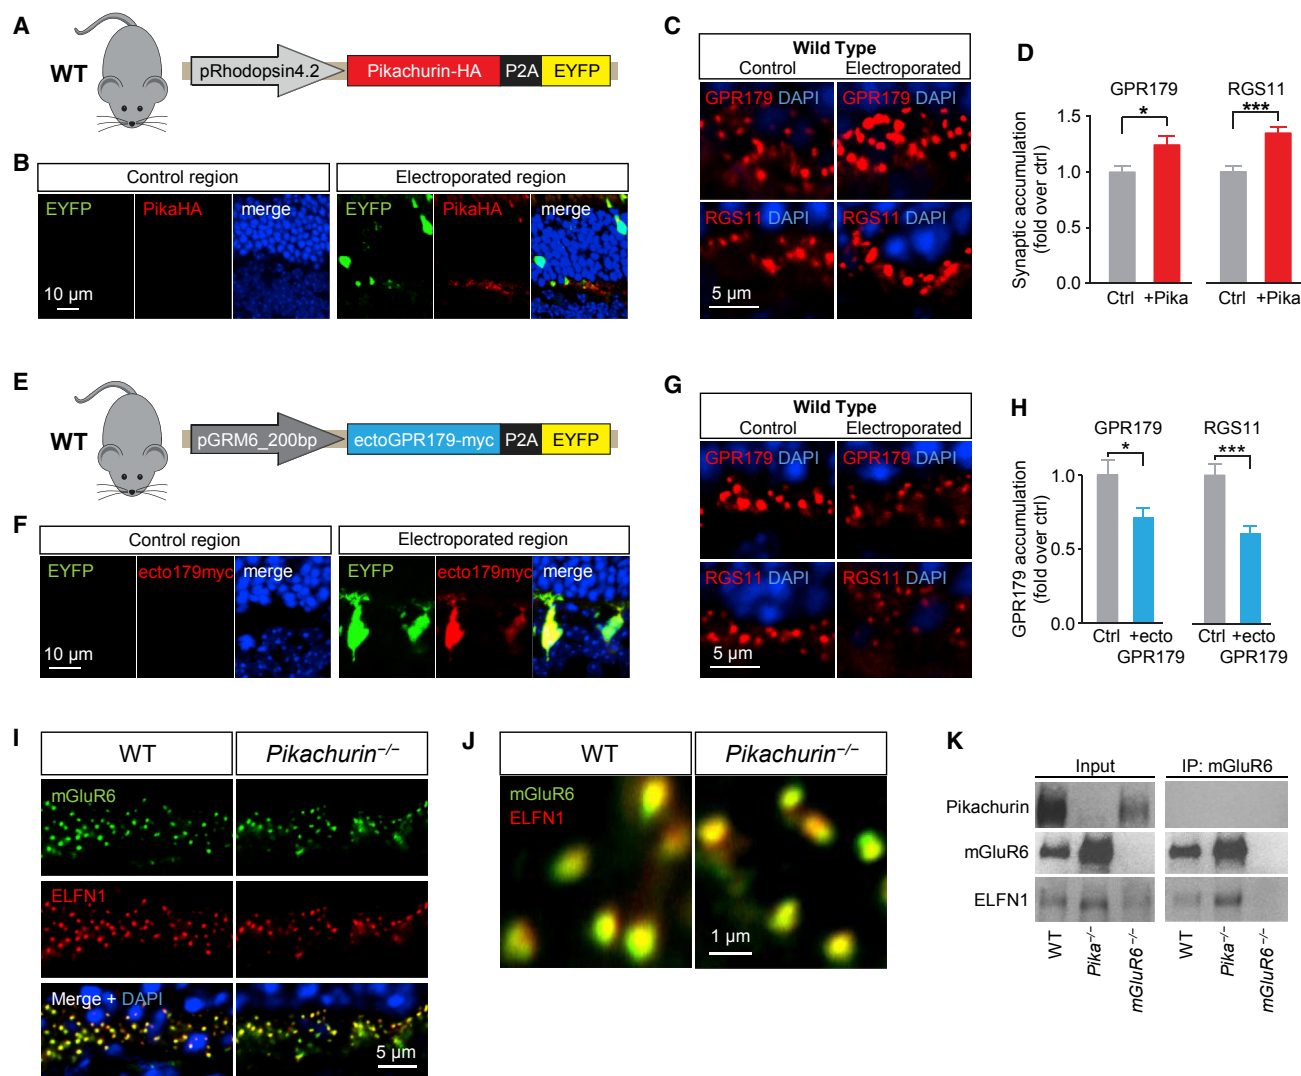 A
WT
pRhodopsin4.2
Pikachurin-HA
P2A
EYFP
B
Control region
Electroporated region
EYFP
PikaHA
merge
EYFP
PikaHA
merge
10 µm
C
Wild Type
Control
Electroporated
GPR179 DAPI
GPR179 DAPI
RGS11 DAPI
RGS11 DAPI
5 µm
D
GPR179
RGS11
*
***
Synaptic accumulation
(fold over ctrl)
1.5
1.0
0.5
0.0
Ctrl +Pika
Ctrl +Pika
E
WT
pGRM6_200bp
ectoGPR179-myc
P2A
EYFP
F
Control region
Electroporated region
EYFP
ecto179myc
merge
EYFP
ecto179myc
merge
10 µm
G
Wild Type
Control
Electroporated
GPR179 DAPI
GPR179 DAPI
RGS11 DAPI
RGS11 DAPI
5 µm
H
GPR179
RGS11
*
***
GPR179 accumulation
(fold over ctrl)
1.0
0.5
0.0
Ctrl +ecto
GPR179
Ctrl +ecto
GPR179
I
WT
Pikachurin–/–
mGluR6
ELFN1
Merge + DAPI
5 µm
J
WT
Pikachurin–/–
mGluR6
ELFN1
1 µm
K
Input
IP: mGluR6
Pikachurin
mGluR6
ELFN1
WT
Pika–/–
mGluR6–/–
WT
Pika–/–
mGluR6–/–